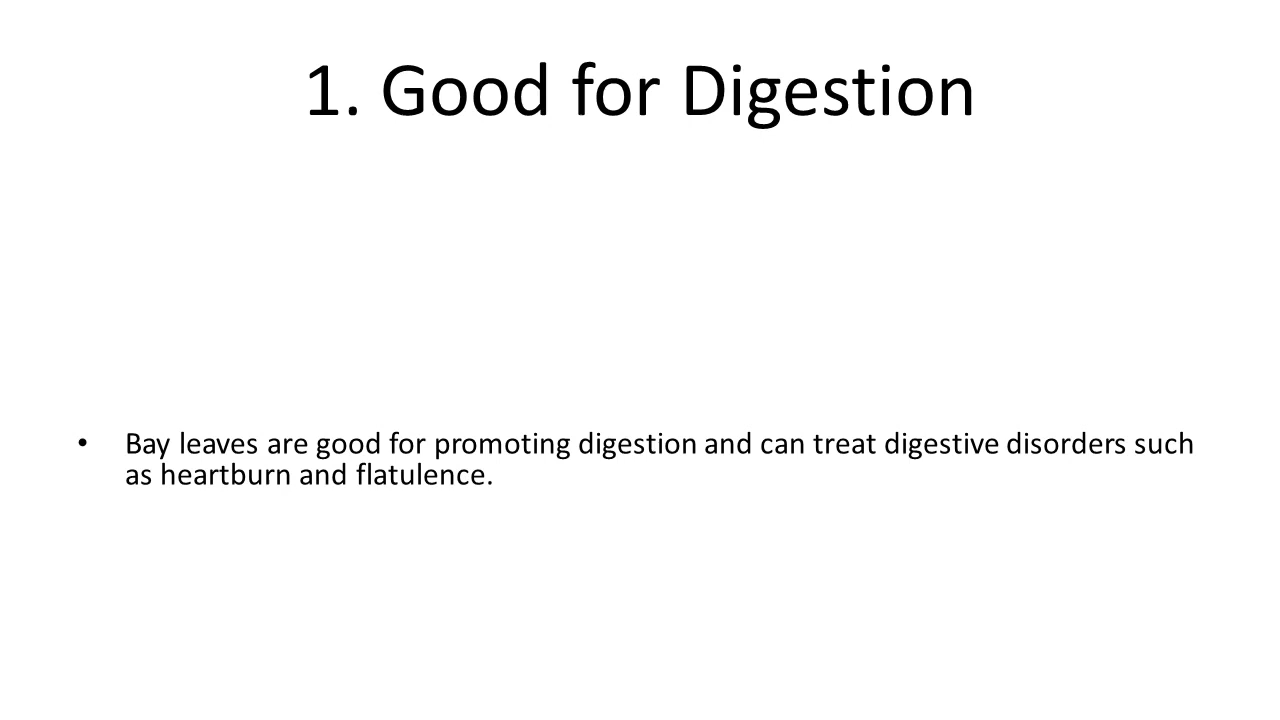 1. Good for Digestion
• Bay leaves are good for promoting digestion and can treat digestive disorders such
as heartburn and flatulence.